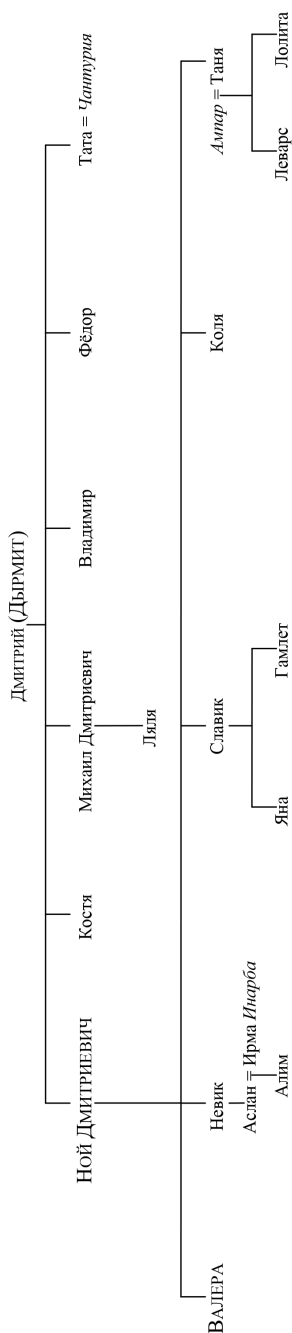 Дмитрий (Дырмит)
Ной Дмитриевич Костя Михаил Дмитриевич Владимир Фёдор Тата = Чантурия
Ляля
Валера Невик Славик Коля Ампар = Таня
Аслан = Ирма Инарба Яна Гамлет Леварс Лолита
Алим